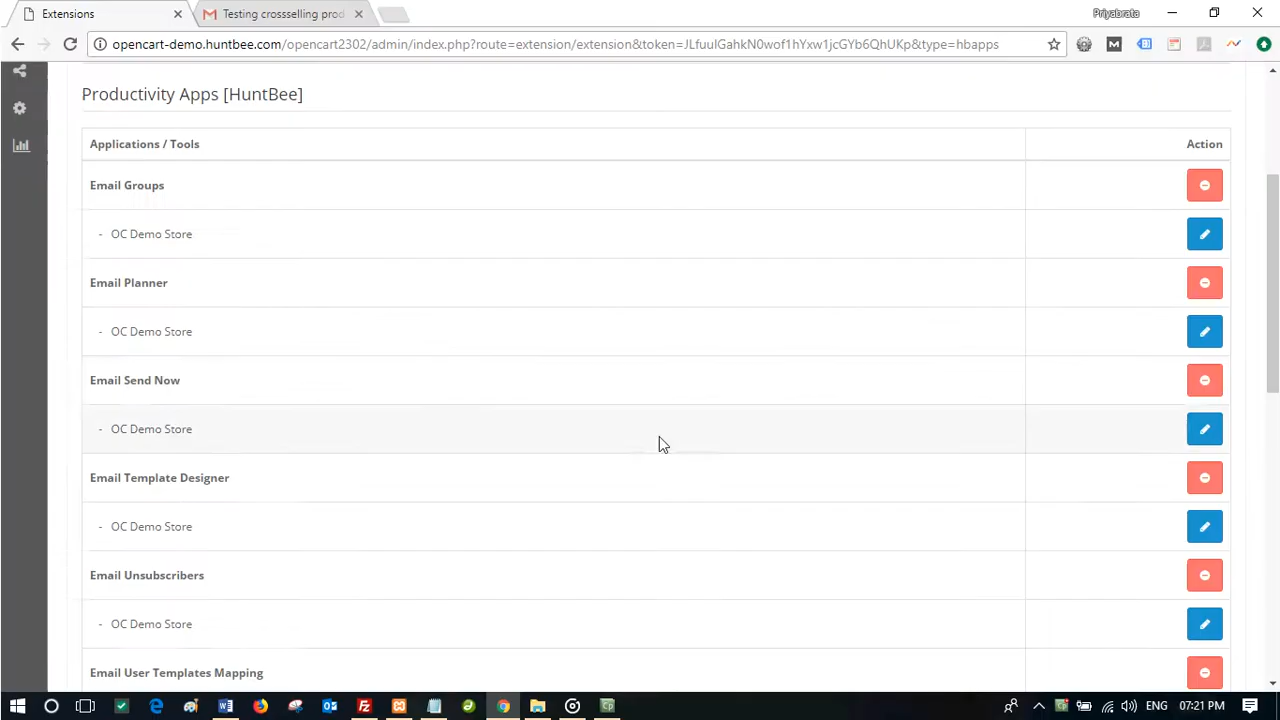 Extensions
Testing crossselling prod
Priyabrata
opencart-demo.huntbee.com/opencart2302/admin/index.php?route=extension/extension&token=JLfuulGahkN0wof1hYxw1jcGYb6QhUKp&type=hbapps
Productivity Apps [HuntBee]
Applications / Tools
Action
Email Groups
- OC Demo Store
Email Planner
- OC Demo Store
Email Send Now
- OC Demo Store
Email Template Designer
- OC Demo Store
Email Unsubscribers
- OC Demo Store
Email User Templates Mapping
ENG
07:21 PM